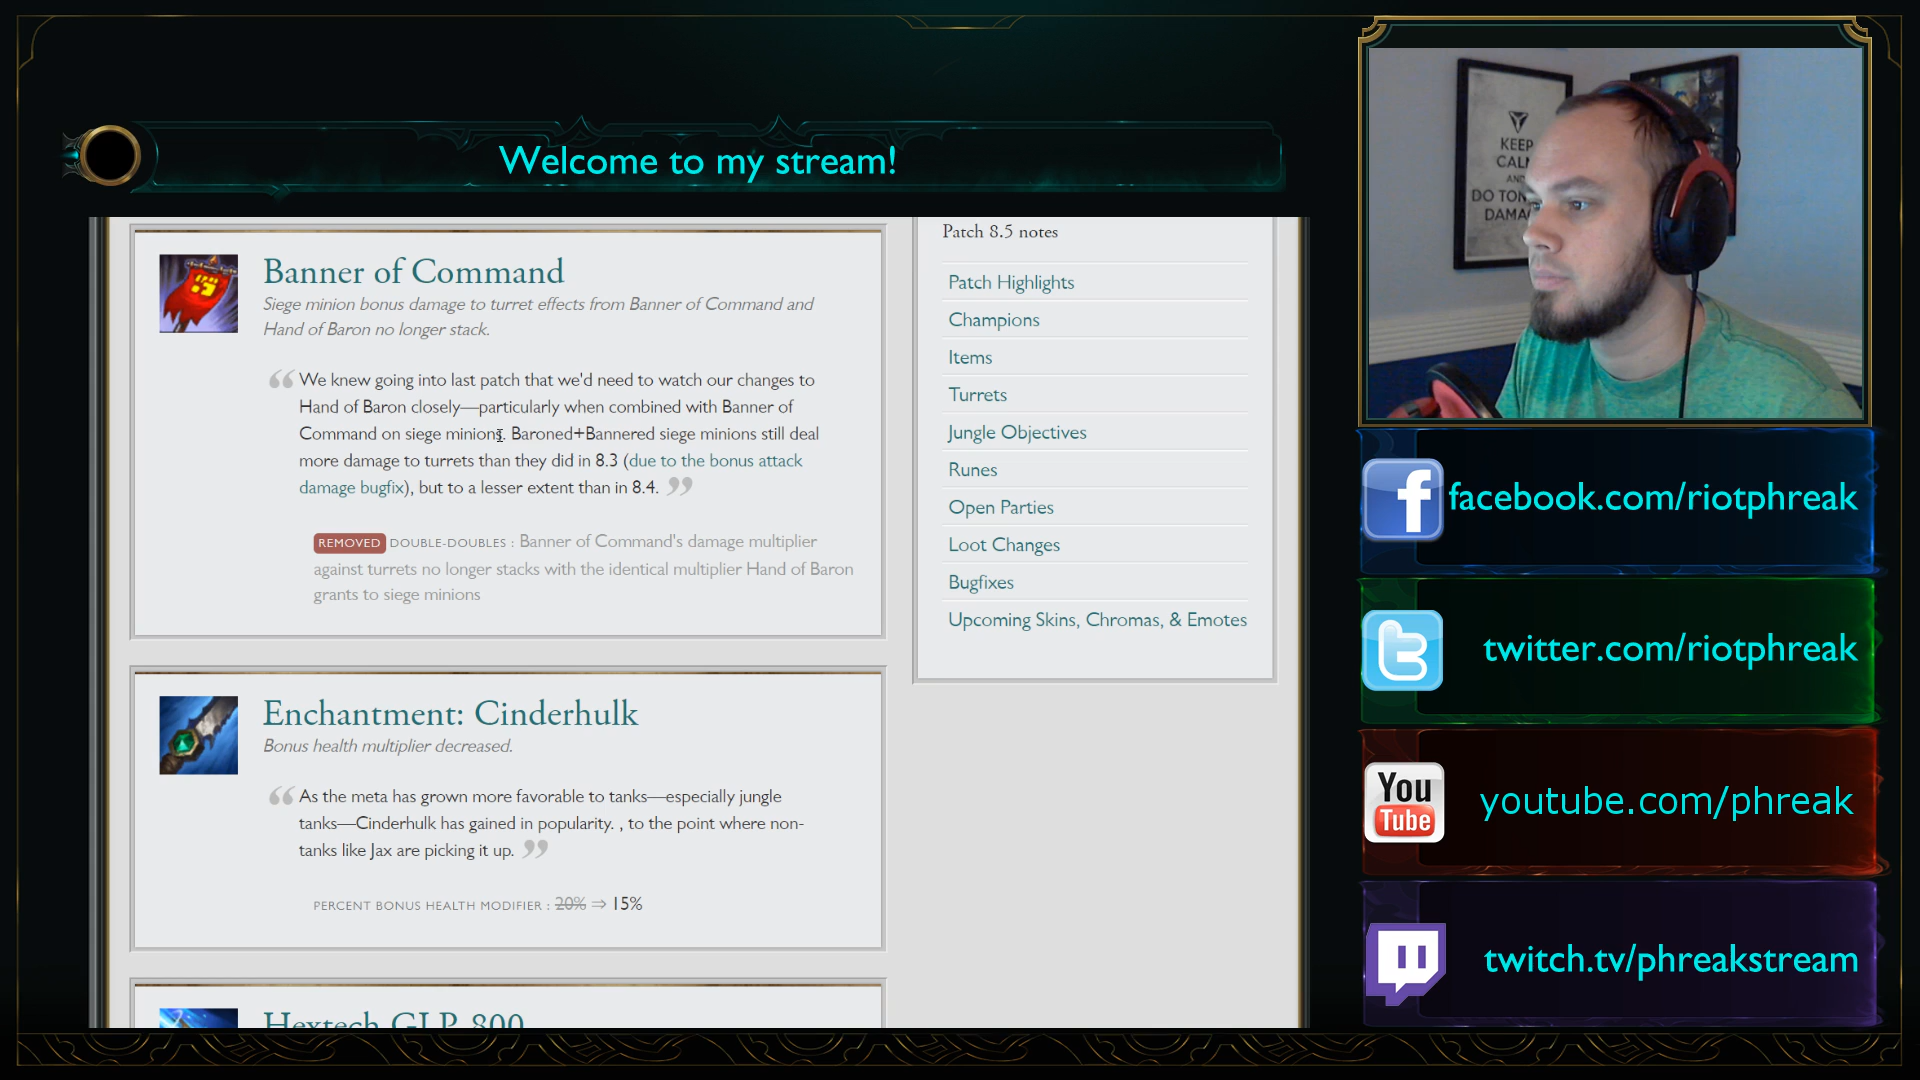 Welcome to my stream!
Banner of Command
Siege minion bonus damage to turret effects from Banner of Command and
Hand of Baron no longer stack.
“ We knew going into last patch that we'd need to watch our changes to
Hand of Baron closely—particularly when combined with Banner of
Command on siege minions. Baroned+Bannered siege minions still deal
more damage to turrets than they did in 8.3 (due to the bonus attack
damage bugfix), but to a lesser extent than in 8.4. ”
REMOVED DOUBLE-DOUBLES : Banner of Command's damage multiplier
against turrets no longer stacks with the identical multiplier Hand of Baron
grants to siege minions
Enchantment: Cinderhulk
Bonus health multiplier decreased.
“ As the meta has grown more favorable to tanks—especially jungle
tanks—Cinderhulk has gained in popularity. , to the point where non-
tanks like Jax are picking it up. ”
PERCENT BONUS HEALTH MODIFIER : 20% ⇒ 15%
Hextech GLP-800
Patch 8.5 notes
Patch Highlights
Champions
Items
Turrets
Jungle Objectives
Runes
Open Parties
Loot Changes
Bugfixes
Upcoming Skins, Chromas, & Emotes
KEEP
CALM
AND
DO TONS
DAMAGE
f facebook.com/riotphreak
t twitter.com/riotphreak
You
Tube
youtube.com/phreak
twitch.tv/phreakstream